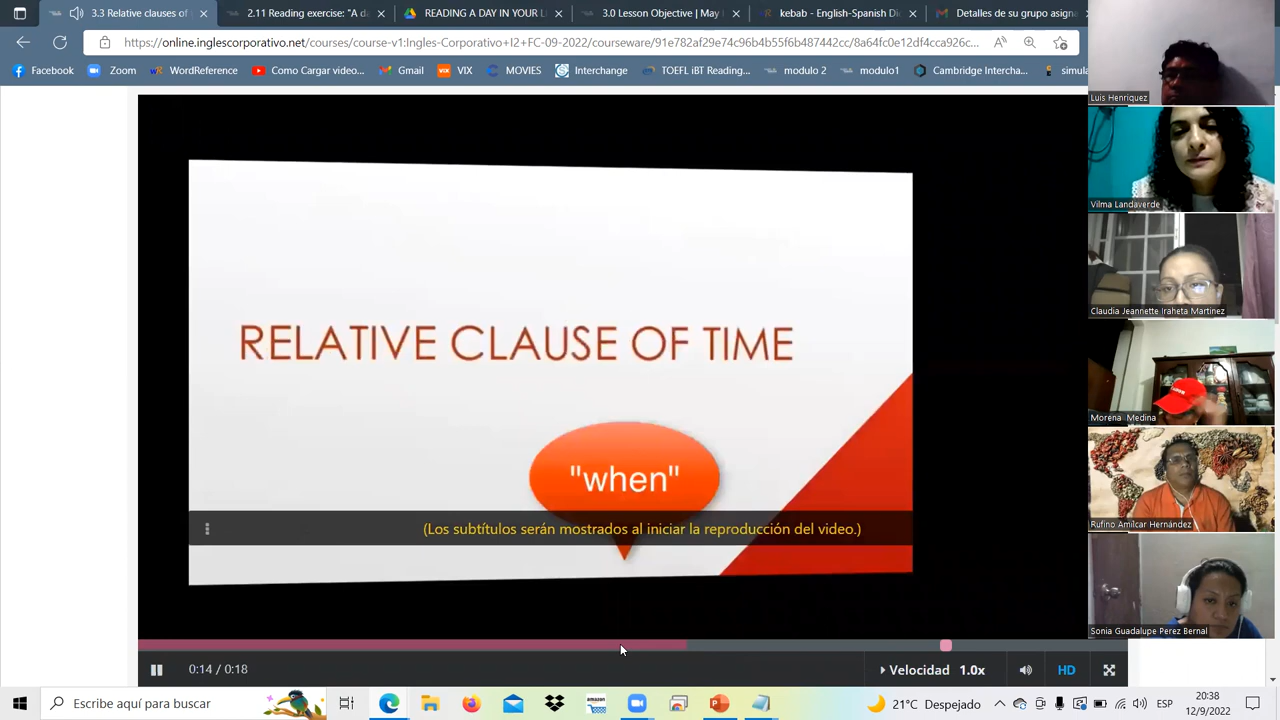 3.3 Relative clauses of
2.11 Reading exercise: "A da
READING A DAY IN YOUR LI
3.0 Lesson Objective | May
kebab - English-Spanish Di
Detalles de su grupo asigna
https://online.inglescorporativo.net/courses/course-v1:Ingles-Corporativo+I2+FC-09-2022/courseware/91e782af29e74c96b4b55f6b487442cc/8a64fc0e12df4cca926c...
Facebook
Zoom
WordReference
Como Cargar video...
Gmail
VIX
MOVIES
Interchange
TOEFL iBT Reading...
modulo 2
modulo1
Cambridge Intercha...
simula
Luis Henriquez
Vilma Landaverde
Claudia Jeannette Iraheta Martinez
Morena Medina
Rufino Amílcar Hernández
Sonia Guadalupe Perez Bernal
RELATIVE CLAUSE OF TIME
"when"
(Los subtítulos serán mostrados al iniciar la reproducción del video.)
0:14 / 0:18
Velocidad 1.0x
HD
Escribe aquí para buscar
21°C Despejado
ESP
20:38
12/9/2022